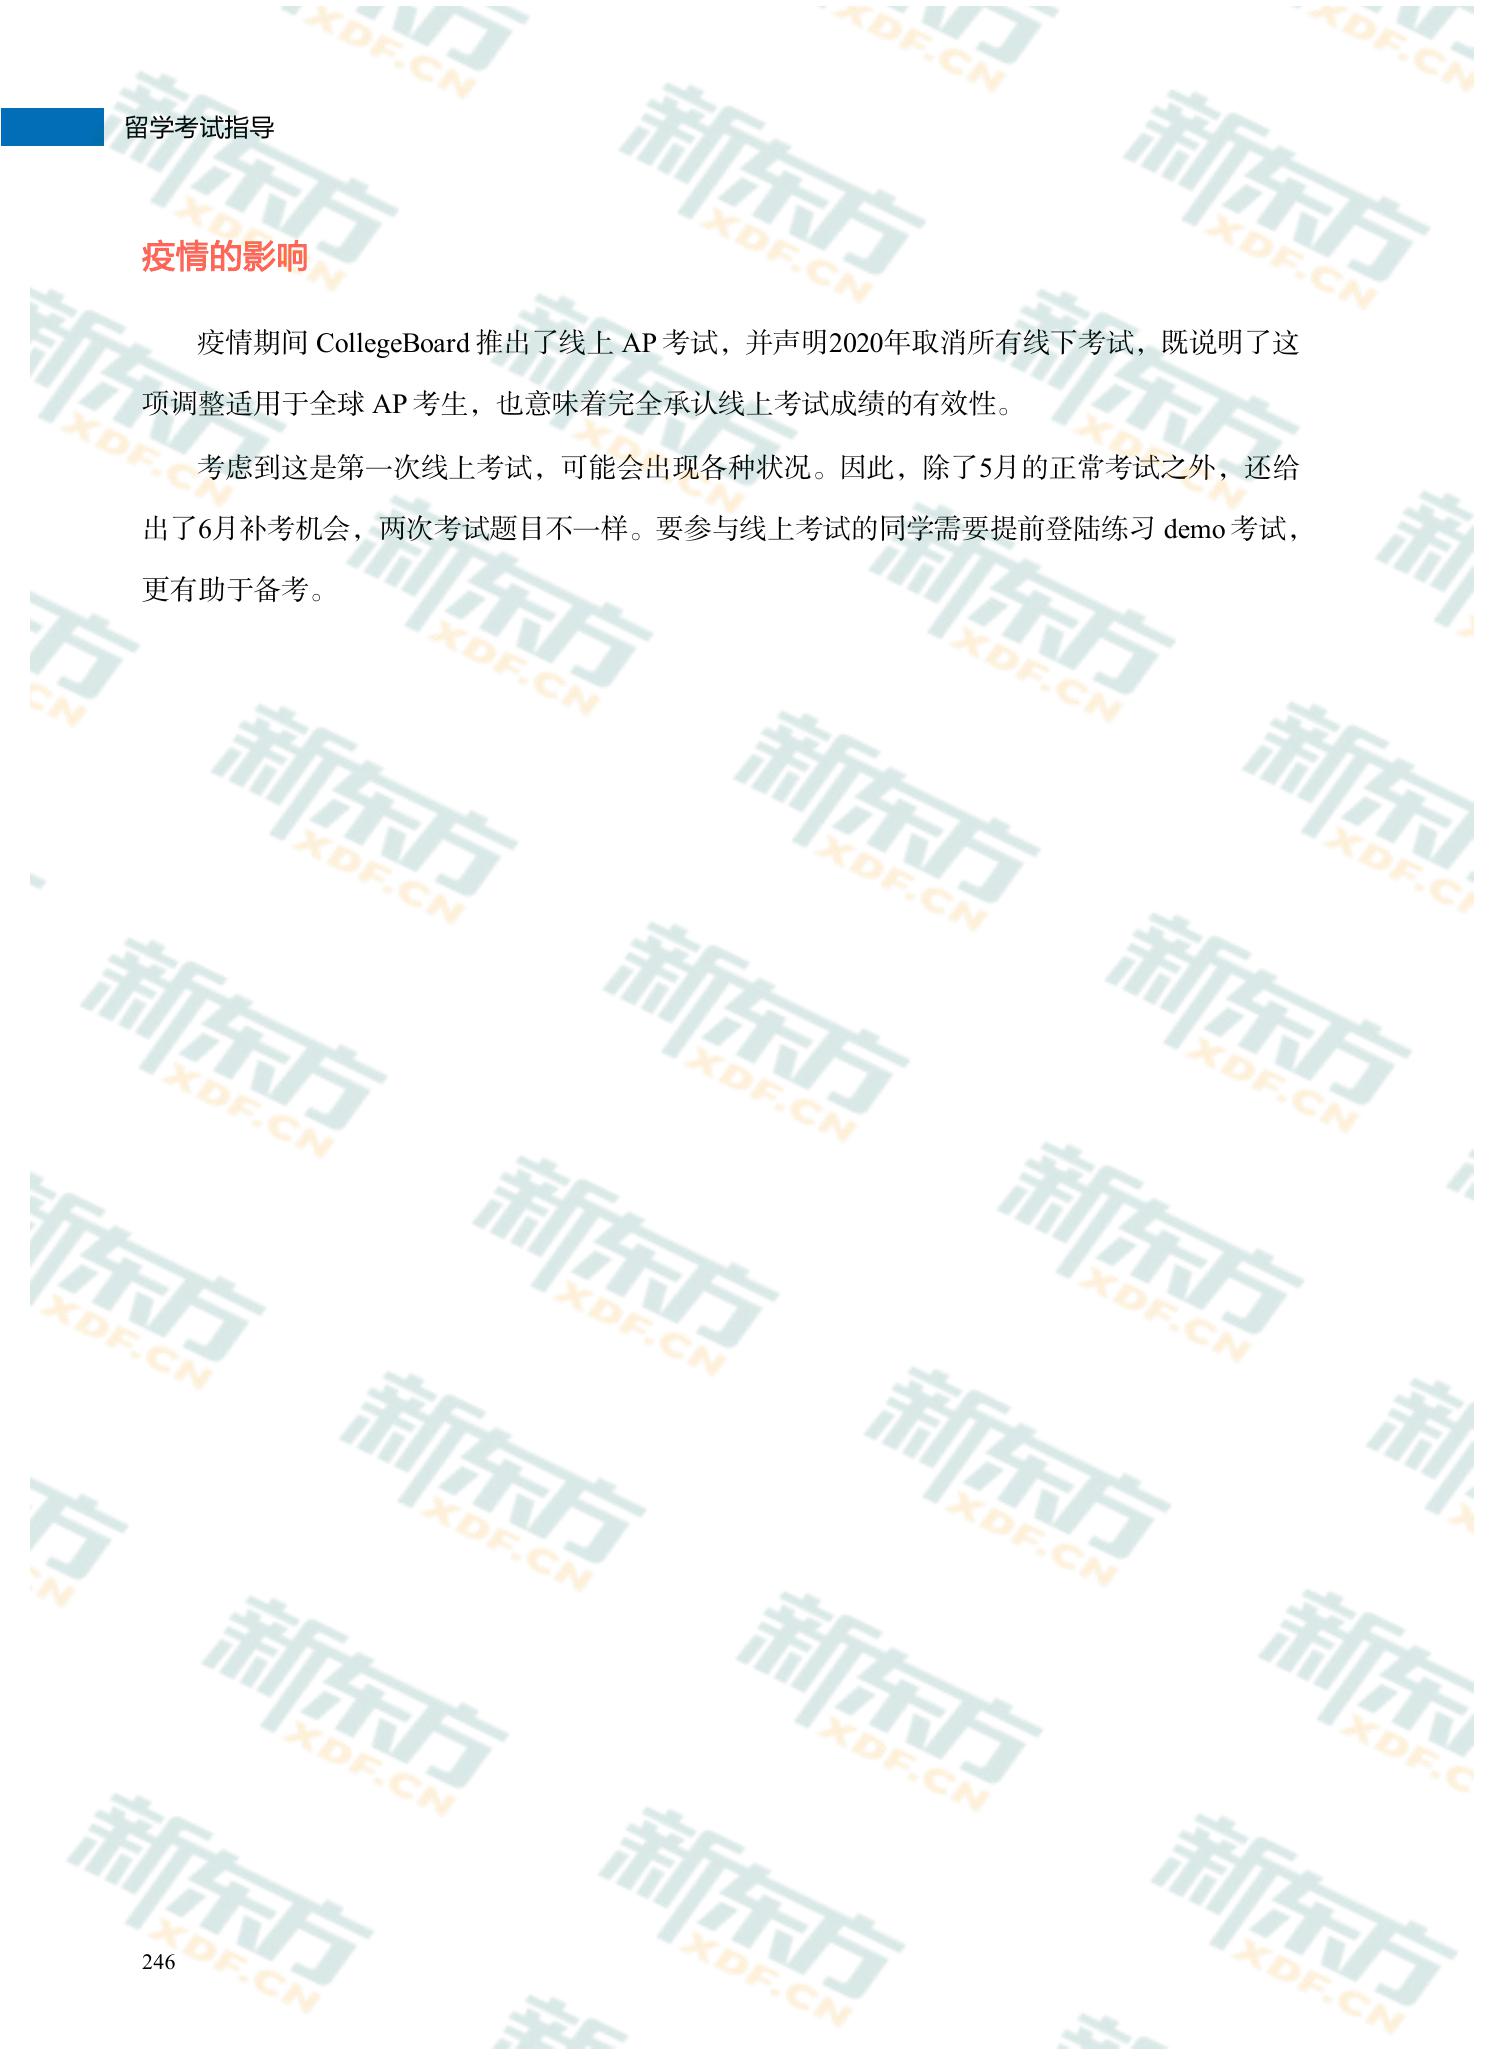 留学考试指导
疫情的影响
疫情期间 CollegeBoard 推出了线上 AP 考试，并声明2020年取消所有线下考试，既说明了这
项调整适用于全球 AP 考生，也意味着完全承认线上考试成绩的有效性。
考虑到这是第一次线上考试，可能会出现各种状况。因此，除了5月的正常考试之外，还给
出了6月补考机会，两次考试题目不一样。要参与线上考试的同学需要提前登陆练习 demo 考试，
更有助于备考。
246
新东方
XDF.CN